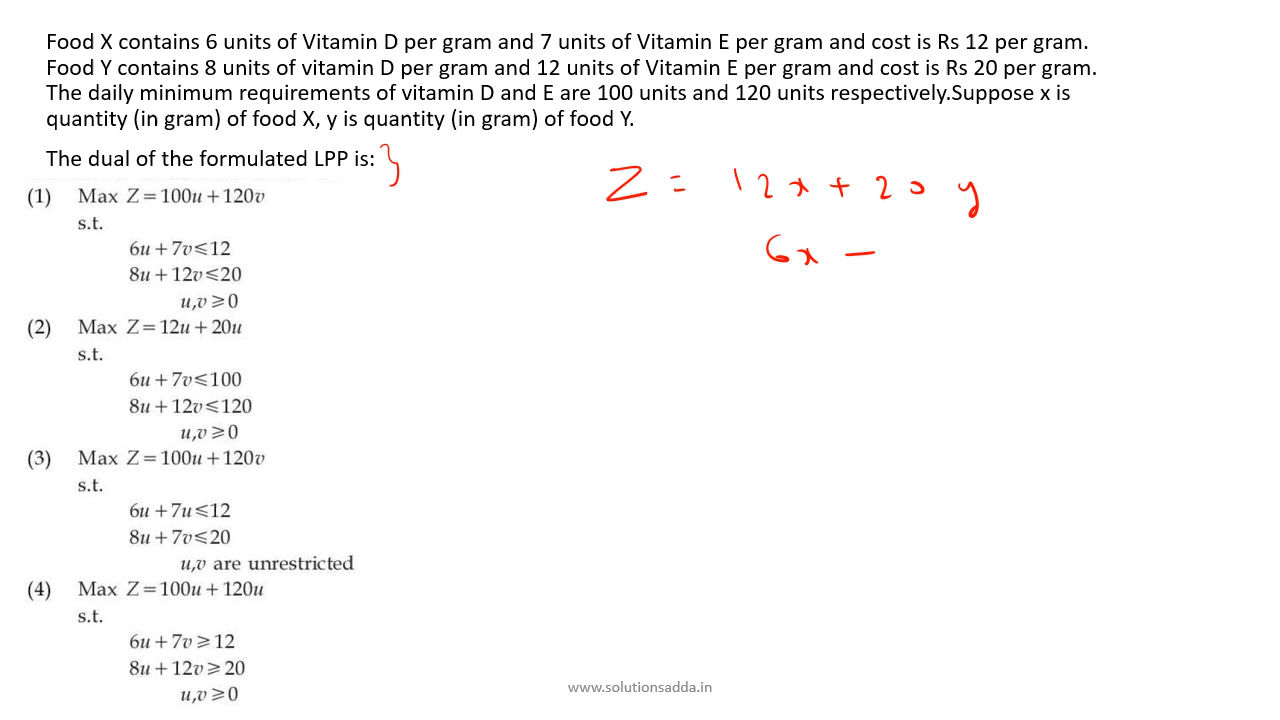 Food X contains 6 units of Vitamin D per gram and 7 units of Vitamin E per gram and cost is Rs 12 per gram.
Food Y contains 8 units of vitamin D per gram and 12 units of Vitamin E per gram and cost is Rs 20 per gram.
The daily minimum requirements of vitamin D and E are 100 units and 120 units respectively.Suppose x is
quantity (in gram) of food X, y is quantity (in gram) of food Y.
The dual of the formulated LPP is: }
(1) Max Z=100u+120v
s.t.
6u+7v⩽12
8u+12v⩽20
u,v⩾0
(2) Max Z=12u+20u
s.t.
6u+7v⩽100
8u+12v⩽120
u,v⩾0
(3) Max Z=100u+120v
s.t.
6u+7u⩽12
8u+7v⩽20
u,v are unrestricted
(4) Max Z=100u+120u
s.t.
6u+7v⩾12
8u+12v⩾20
u,v⩾0
Z = 12x + 20 y
6x −
www.solutionsadda.in